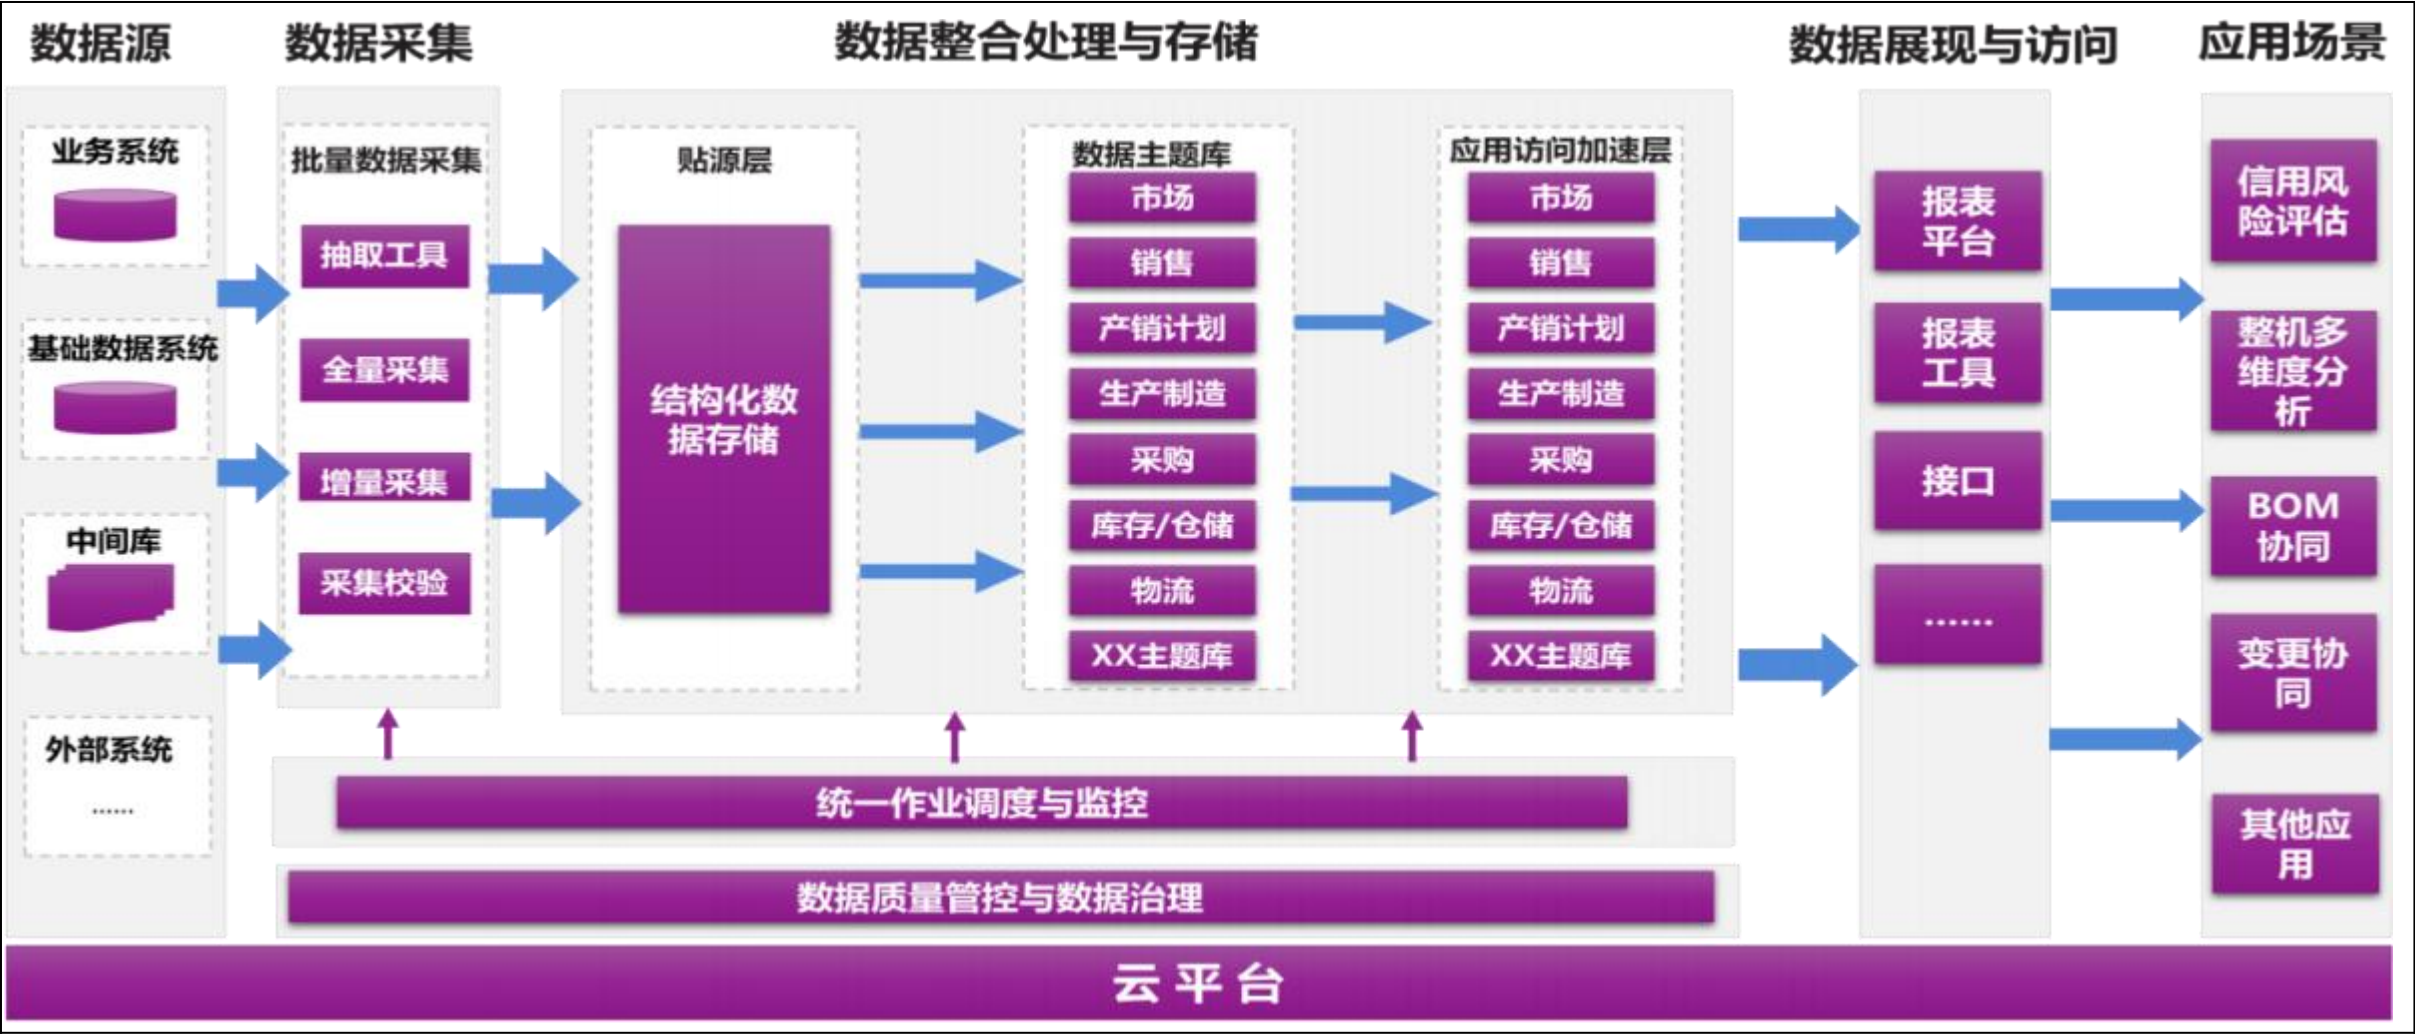 数据源
数据采集
数据整合处理与存储
数据展现与访问
应用场景
业务系统
基础数据系统
中间库
外部系统
......
批量数据采集
抽取工具
全量采集
增量采集
采集校验
贴源层
结构化数
据存储
数据主题库
市场
销售
产销计划
生产制造
采购
库存/仓储
物流
XX主题库
应用访问加速层
市场
销售
产销计划
生产制造
采购
库存/仓储
物流
XX主题库
报表
平台
报表
工具
接口
......
信用风
险评估
整机多
维度分
析
BOM
协同
变更协
同
其他应
用
统一作业调度与监控
数据质量管控与数据治理
云平台